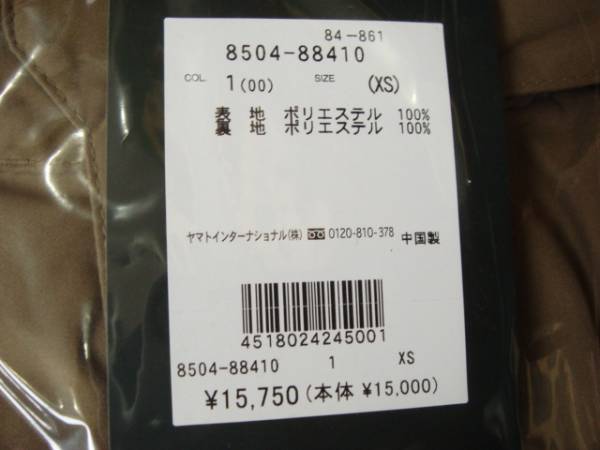 84-861
8504-88410
COL. 1(00) SIZE (XS)
表 地 ポリエステル 100%
裏 地 ポリエステル 100%
ヤマトインターナショナル(株) 0120-810-378 中国製
4518024245001
8504-88410 1 XS
¥15,750(本体 ¥15,000)